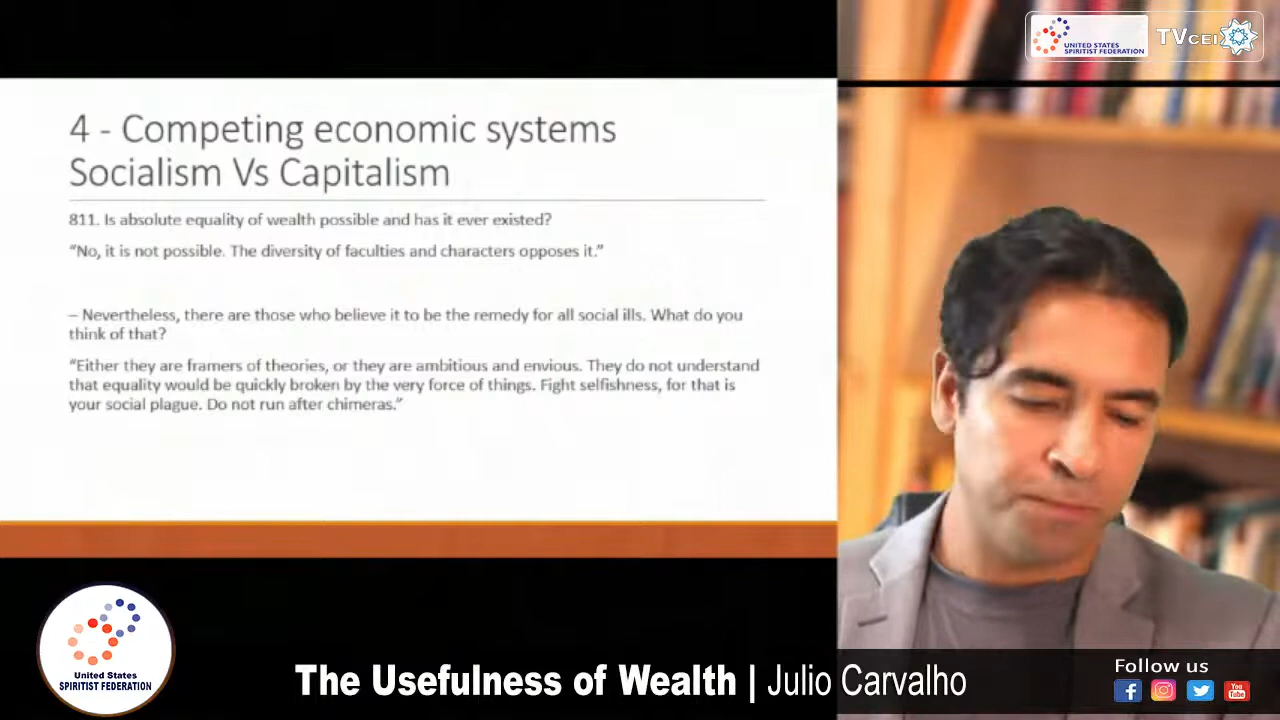 UNITED STATES
SPIRITIST FEDERATION
TVCEI
4 - Competing economic systems
Socialism Vs Capitalism
811. Is absolute equality of wealth possible and has it ever existed?
“No, it is not possible. The diversity of faculties and characters opposes it.”
– Nevertheless, there are those who believe it to be the remedy for all social ills. What do you
think of that?
“Either they are framers of theories, or they are ambitious and envious. They do not understand
that equality would be quickly broken by the very force of things. Fight selfishness, for that is
your social plague. Do not run after chimeras.”
United States
SPIRITIST FEDERATION
The Usefulness of Wealth | Julio Carvalho
Follow us
You
Tube